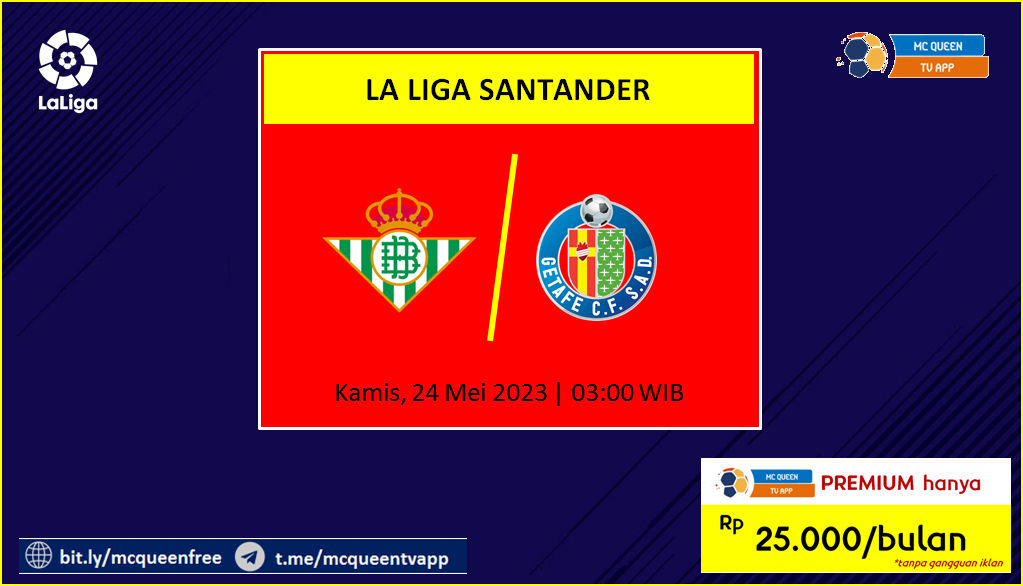 LaLiga
MC QUEEN
TV APP
LA LIGA SANTANDER
GETAFE C.F. S.A.D.
Kamis, 24 Mei 2023 | 03:00 WIB
MC QUEEN
TV APP
PREMIUM hanya
Rp 25.000/bulan
*tanpa gangguan iklan
bit.ly/mcqueenfree
t.me/mcqueentvapp